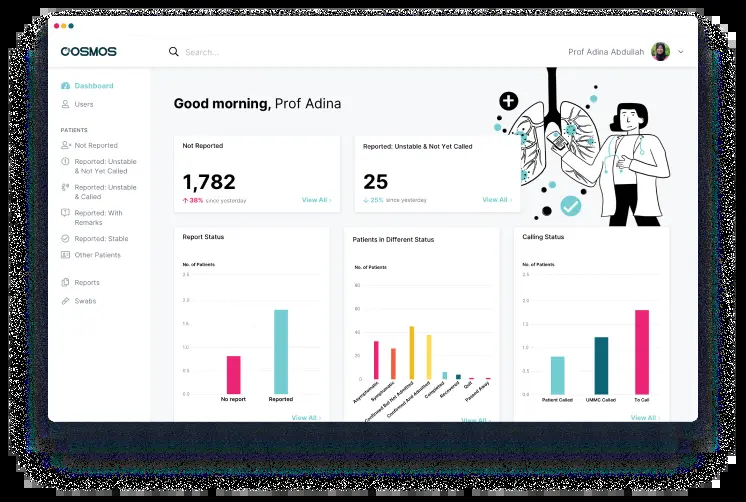 COSMOS
Search...
Prof Adina Abdullah
Dashboard
Users
PATIENTS
Not Reported
Reported: Unstable
& Not Yet Called
Reported: Unstable
& Called
Reported: With
Remarks
Reported: Stable
Other Patients
Reports
Swabs
Good morning, Prof Adina
Not Reported
1,782
38% since yesterday
View All
Reported: Unstable & Not Yet Called
25
25% since yesterday
View All
Report Status
No. of Patients
2.5
2.0
1.5
1.0
0.5
0.0
No report
Reported
View All
Patients in Different Status
No. of Patients
80
60
40
20
0
Asymptomatic
Symptomatic
Confirmed But Not Admitted
Confirmed And Admitted
Completed
Recovered
Quit
Passed Away
View All
Calling Status
No. of Patients
2.5
2.0
1.5
1.0
0.5
0.0
Patient Called
UMMC Called
To Call
View All